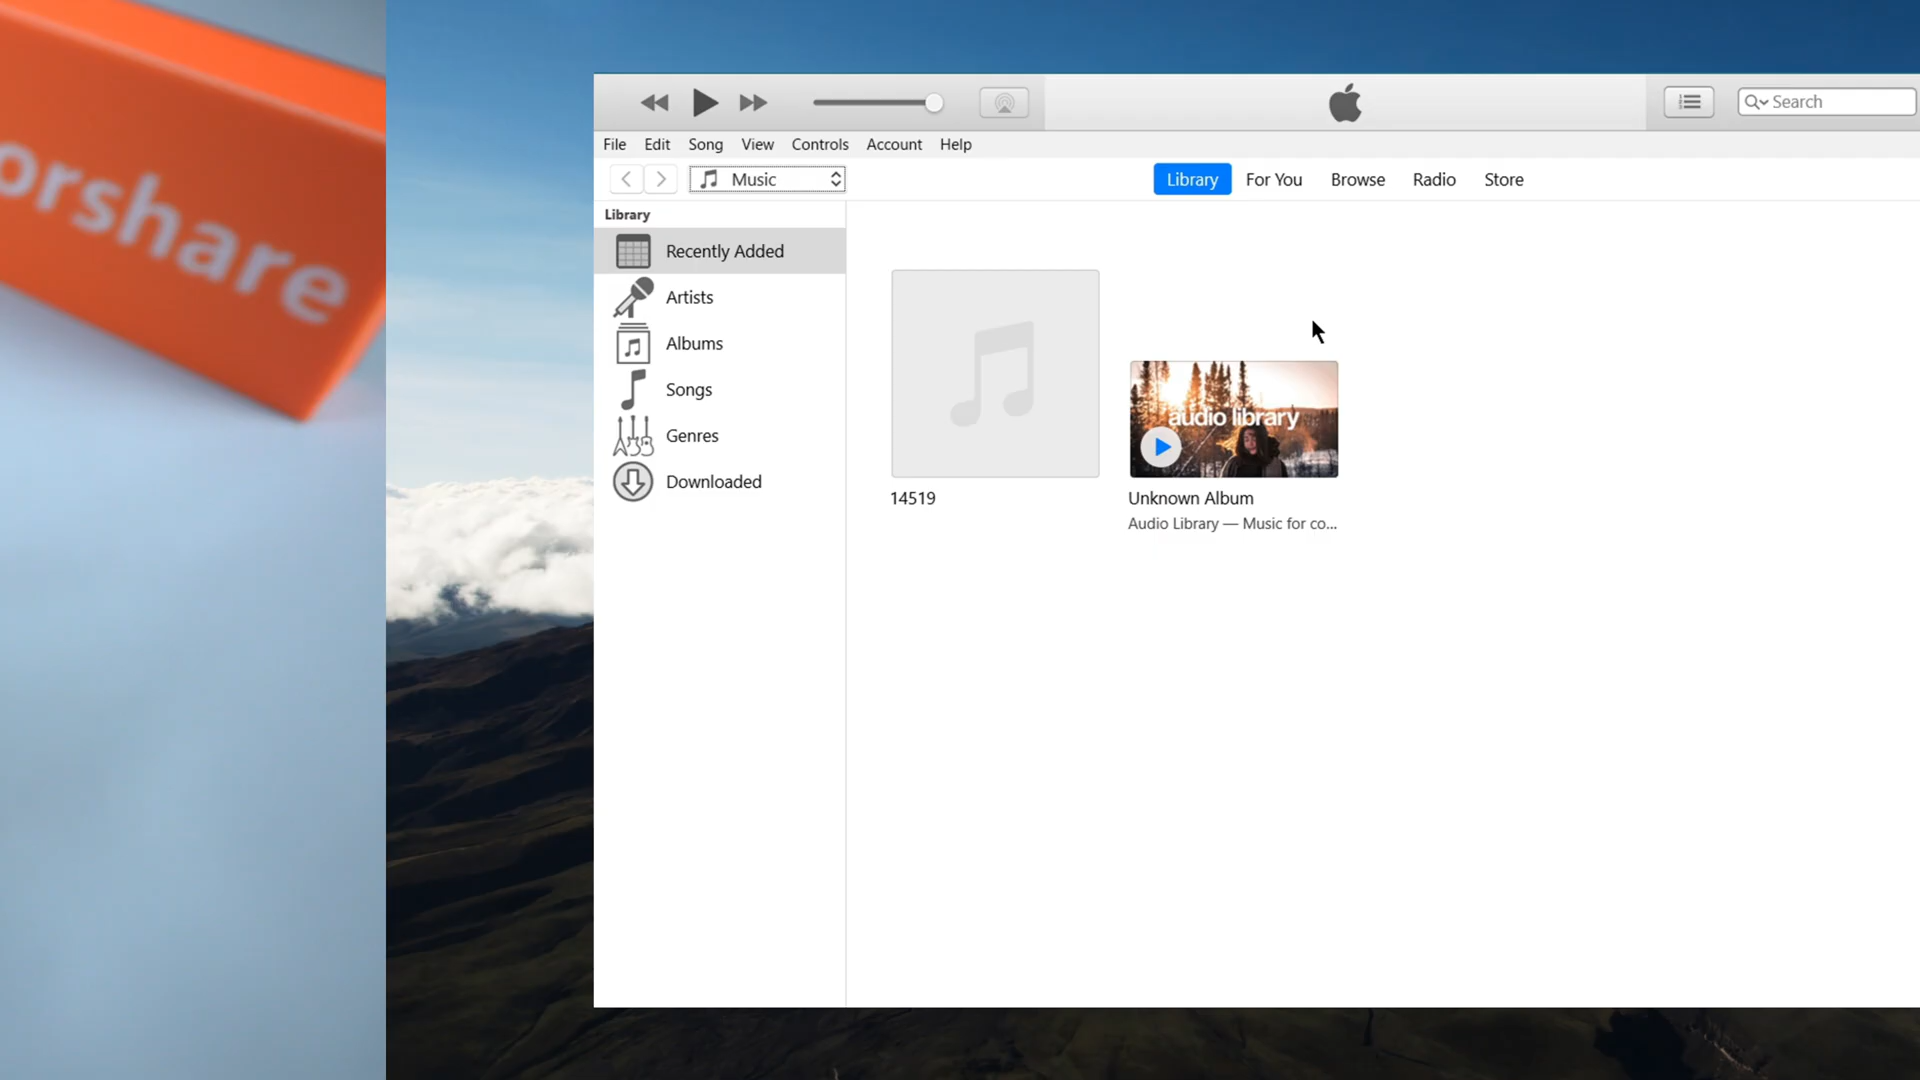 orshare
Search
File Edit Song View Controls Account Help
Music
Library For You Browse Radio Store
Library
Recently Added
Artists
Albums
Songs
Genres
Downloaded
audio library
14519
Unknown Album
Audio Library — Music for co...